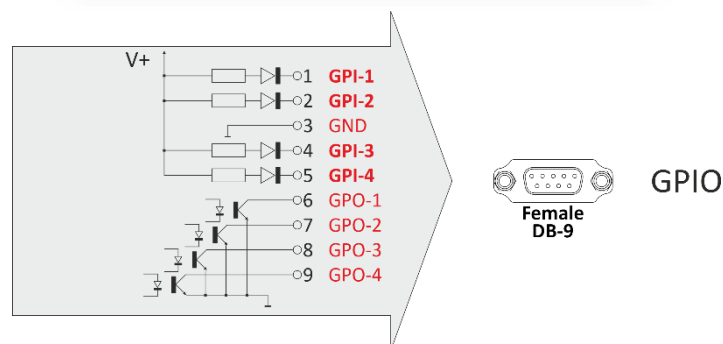 V+
1 GPI-1
2 GPI-2
3 GND
4 GPI-3
5 GPI-4
6 GPO-1
7 GPO-2
8 GPO-3
9 GPO-4
Female
DB-9
GPIO